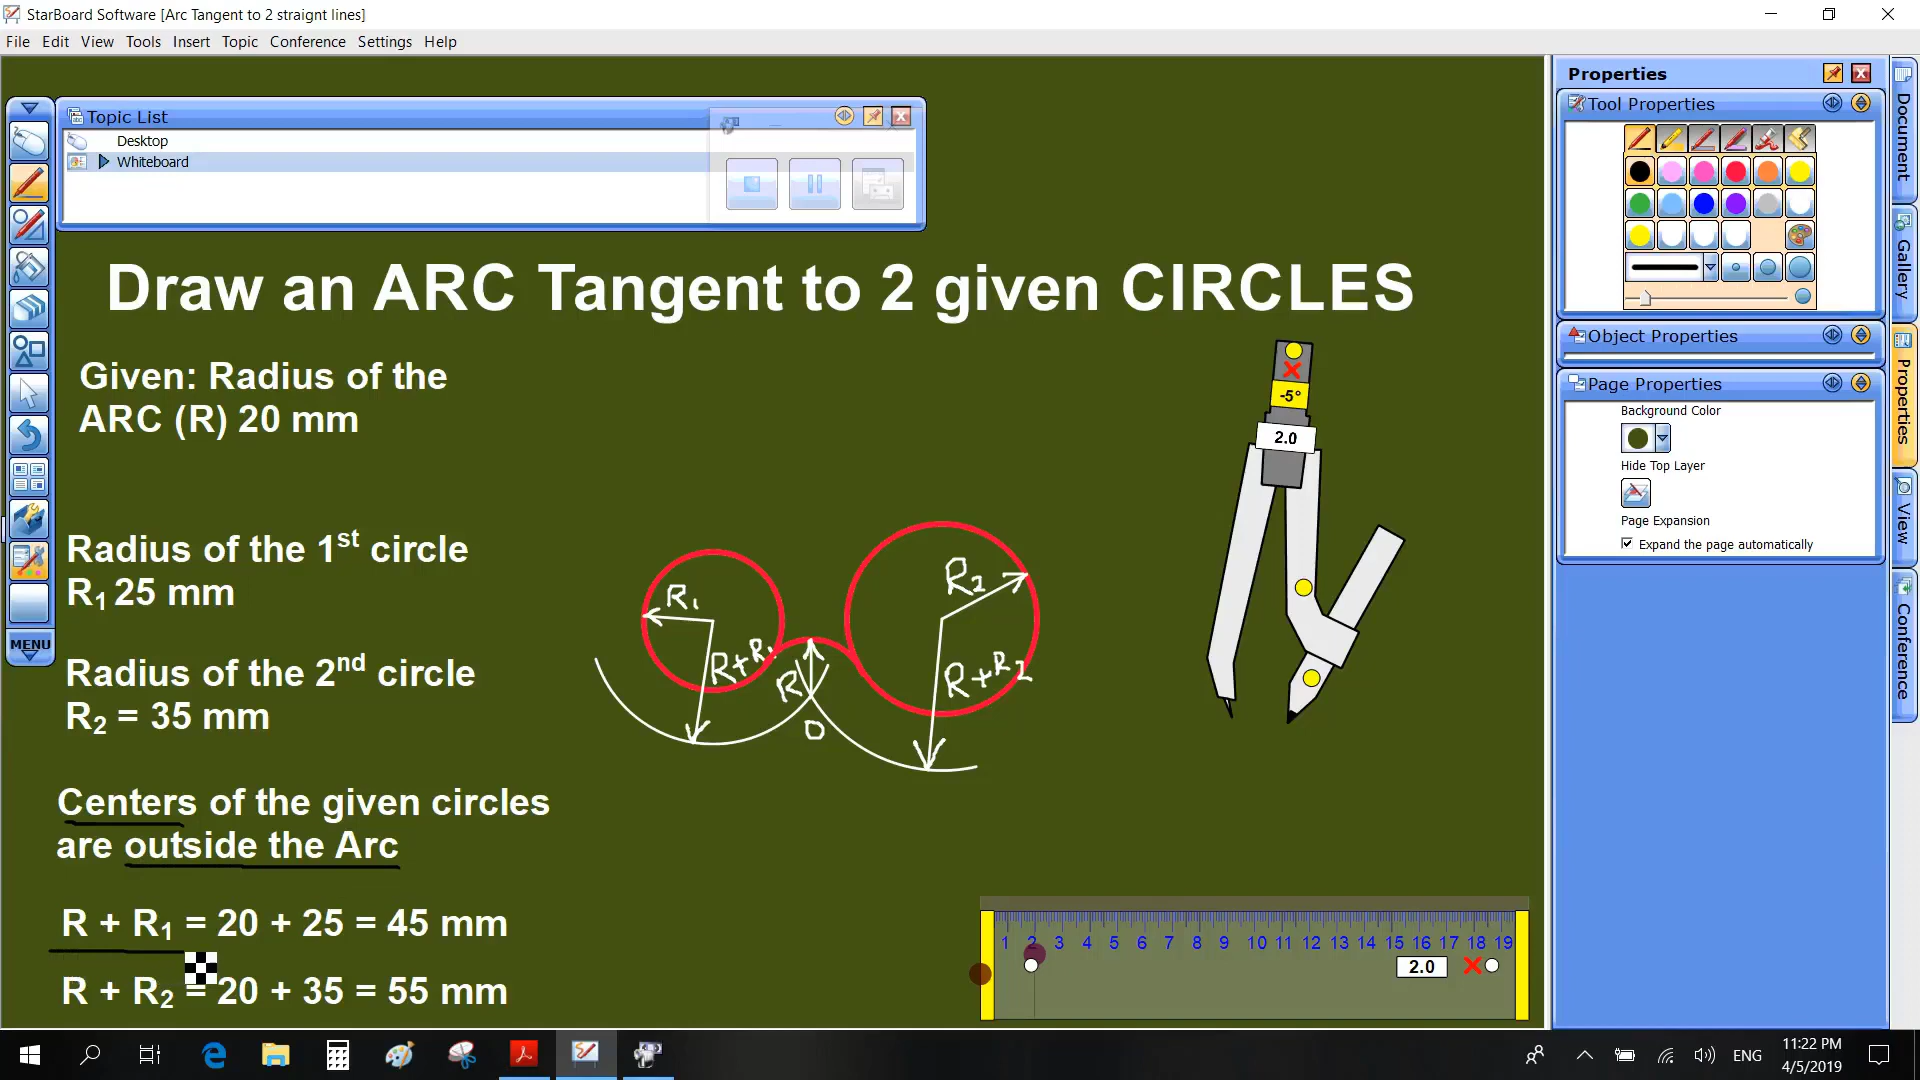 StarBoard Software [Arc Tangent to 2 straignt lines]
File Edit View Tools Insert Topic Conference Settings Help
Topic List
Desktop
Whiteboard
Draw an ARC Tangent to 2 given CIRCLES
Given: Radius of the
ARC (R) 20 mm
Radius of the 1st circle
R1 25 mm
Radius of the 2nd circle
R2 = 35 mm
Centers of the given circles
are outside the Arc
R + R1 = 20 + 25 = 45 mm
R + R2 = 20 + 35 = 55 mm
MENU
R1
R+R1
R
O
R2
R+R2
-5°
2.0
1 2 3 4 5 6 7 8 9 10 11 12 13 14 15 16 17 18 19
2.0
Properties
Tool Properties
Object Properties
Page Properties
Background Color
Hide Top Layer
Page Expansion
Expand the page automatically
Document
Gallery
Properties
View
Conference
ENG
11:22 PM
4/5/2019